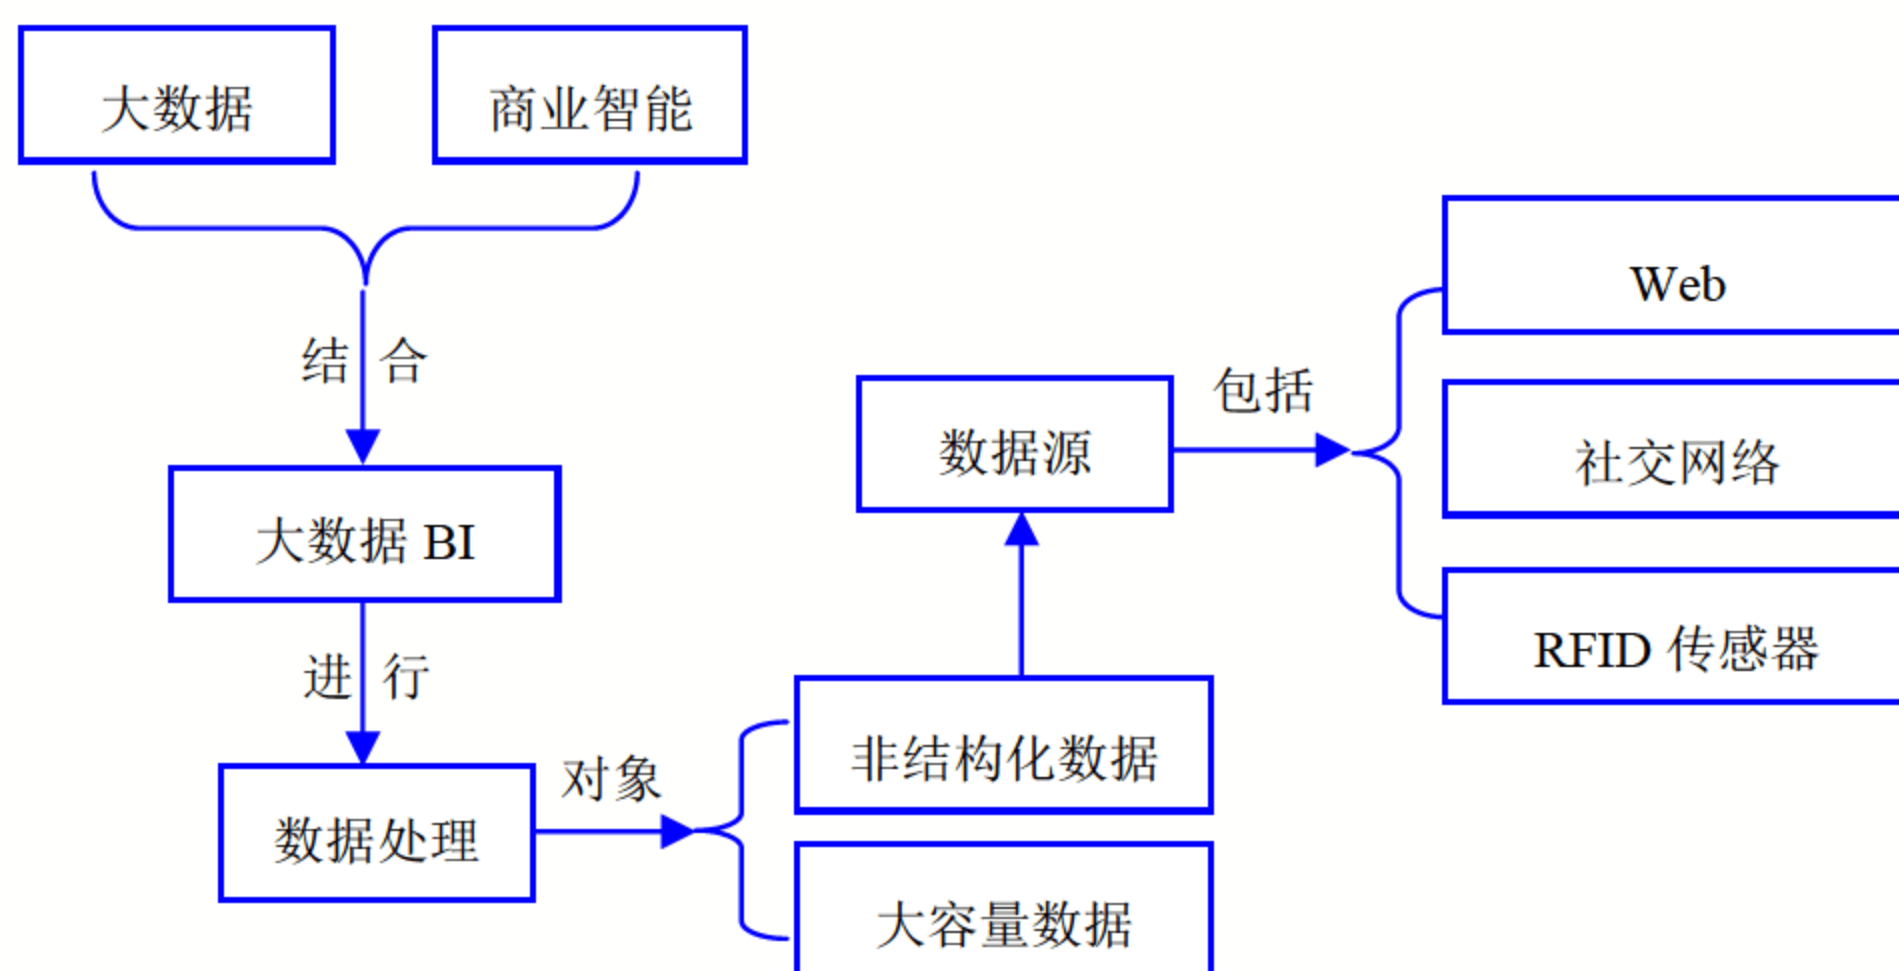 大数据
商业智能
结合
大数据 BI
进行
数据处理
对象
非结构化数据
大容量数据
数据源
包括
Web
社交网络
RFID 传感器